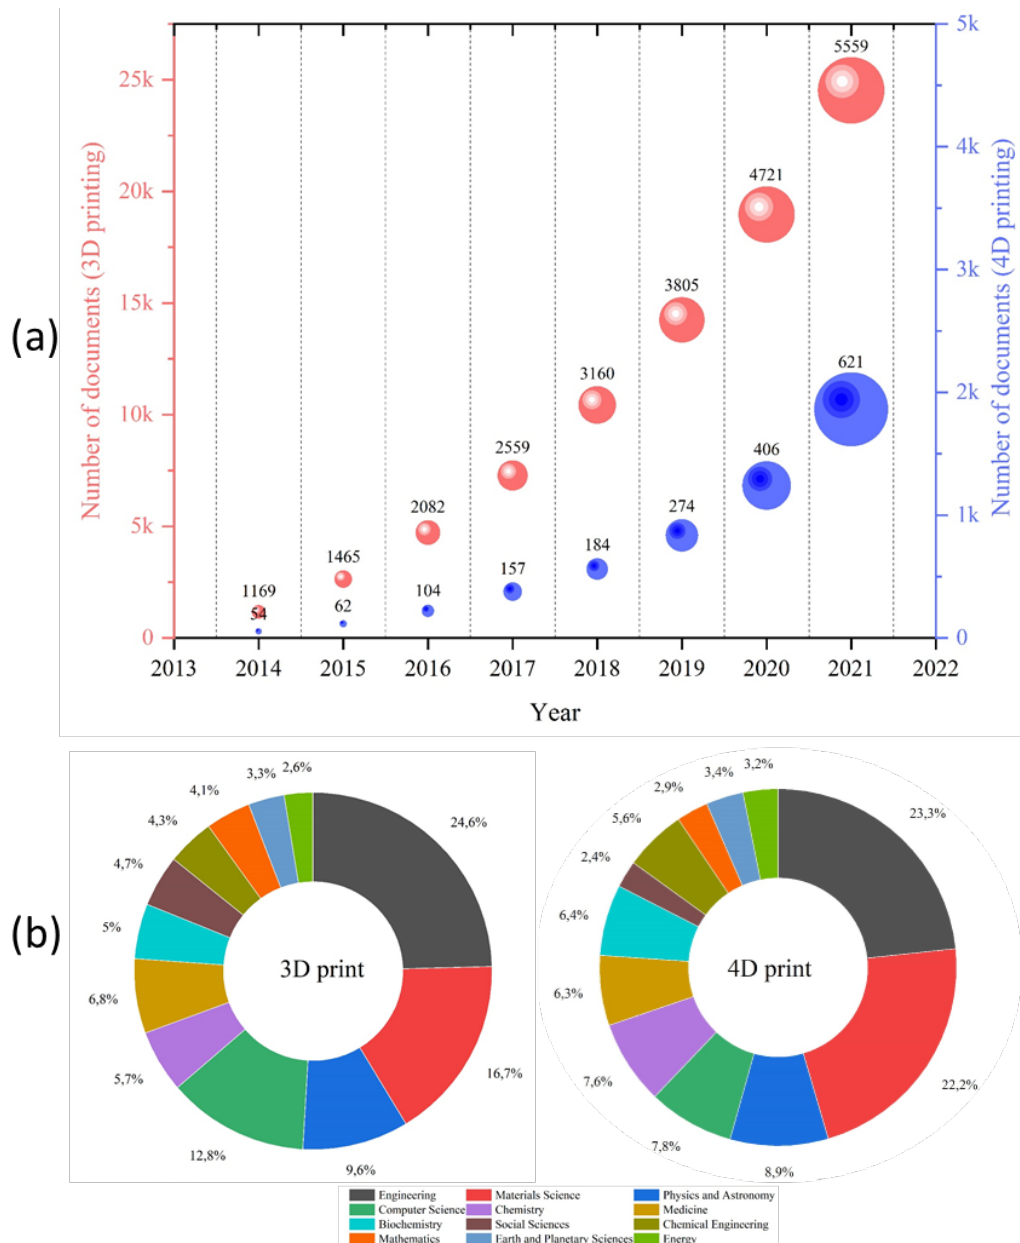 (a)
Number of documents (3D printing)
25k
20k
15k
10k
5k
0
5k
4k
3k
2k
1k
0
Number of documents (4D printing)
1169
1465
2082
2559
3160
3805
4721
5559
54
62
104
157
184
274
406
621
2013 2014 2015 2016 2017 2018 2019 2020 2021 2022
Year
(b)
3D print
24,6%
16,7%
9,6%
12,8%
5,7%
6,8%
5%
4,7%
4,3%
4,1%
3,3%
2,6%
4D print
23,3%
22,2%
8,9%
7,8%
7,6%
6,3%
6,4%
2,4%
5,6%
2,9%
3,4%
3,2%
Engineering Materials Science Physics and Astronomy
Computer Science Chemistry Medicine
Biochemistry Social Sciences Chemical Engineering
Mathematics Earth and Planetary Sciences Energy